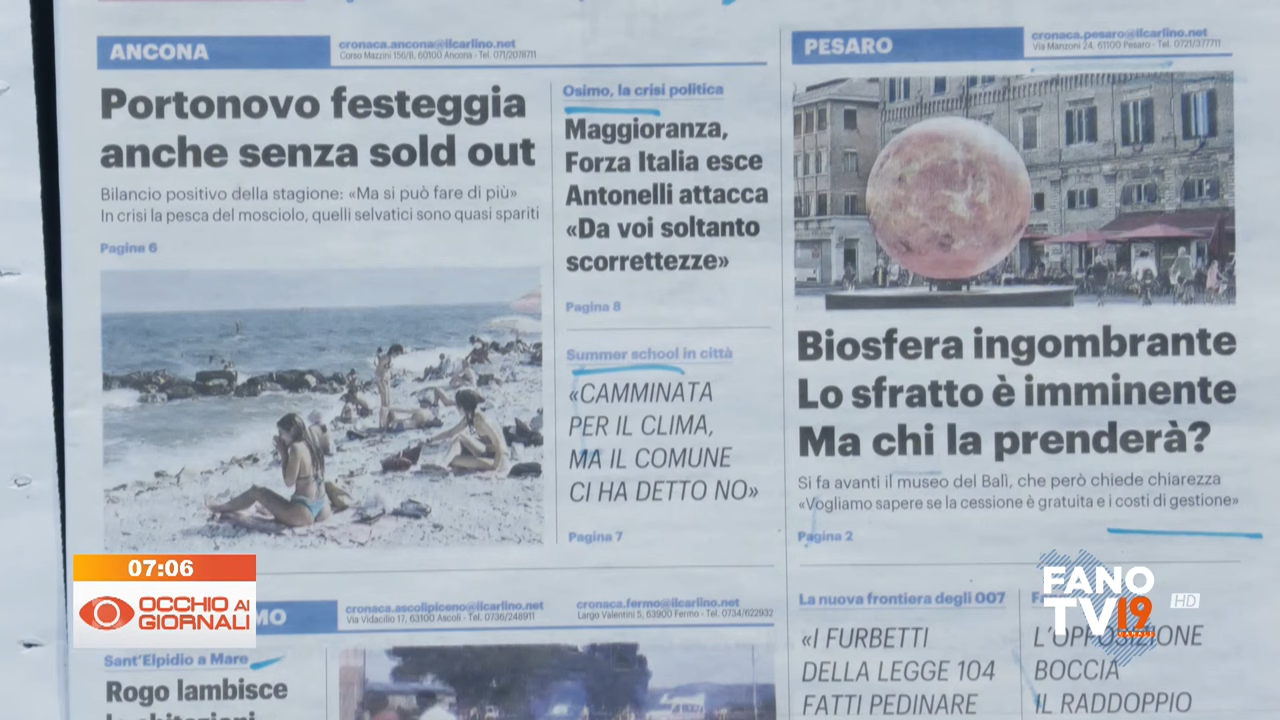 ANCONA
cronaca.ancona@ilcarlino.net
Corso Mazzini 156/8, 60100 Ancona - Tel. 071/2078711
Portonovo festeggia
anche senza sold out
Bilancio positivo della stagione: «Ma si può fare di più»
In crisi la pesca del mosciolo, quelli selvatici sono quasi spariti
Pagina 6
Osimo, la crisi politica
Maggioranza,
Forza Italia esce
Antonelli attacca
«Da voi soltanto
scorrettezze»
Pagina 8
Summer school in città
«CAMMINATA
PER IL CLIMA,
MA IL COMUNE
CI HA DETTO NO»
Pagina 7
PESARO
cronaca.pesaro@ilcarlino.net
Via Manzoni 24, 61100 Pesaro - Tel. 0721/377711
Biosfera ingombrante
Lo sfratto è imminente
Ma chi la prenderà?
Si fa avanti il museo del Balì, che però chiede chiarezza
«Vogliamo sapere se la cessione è gratuita e i costi di gestione»
Pagina 2
MO
cronaca.ascolipiceno@ilcarlino.net
Via Vidacilio 17, 63100 Ascoli - Tel. 0736/246911
cronaca.fermo@ilcarlino.net
Largo Valentini 5, 63900 Fermo - Tel. 0734/622932
Sant'Elpidio a Mare
Rogo lambisce
La nuova frontiera degli 007
«I FURBETTI
DELLA LEGGE 104
FATTI PEDINARE
L'OPPOSIZIONE
BOCCIA
IL RADDOPPIO
07:06
OCCHIO AI
GIORNALI
FANO
TV 19
HD